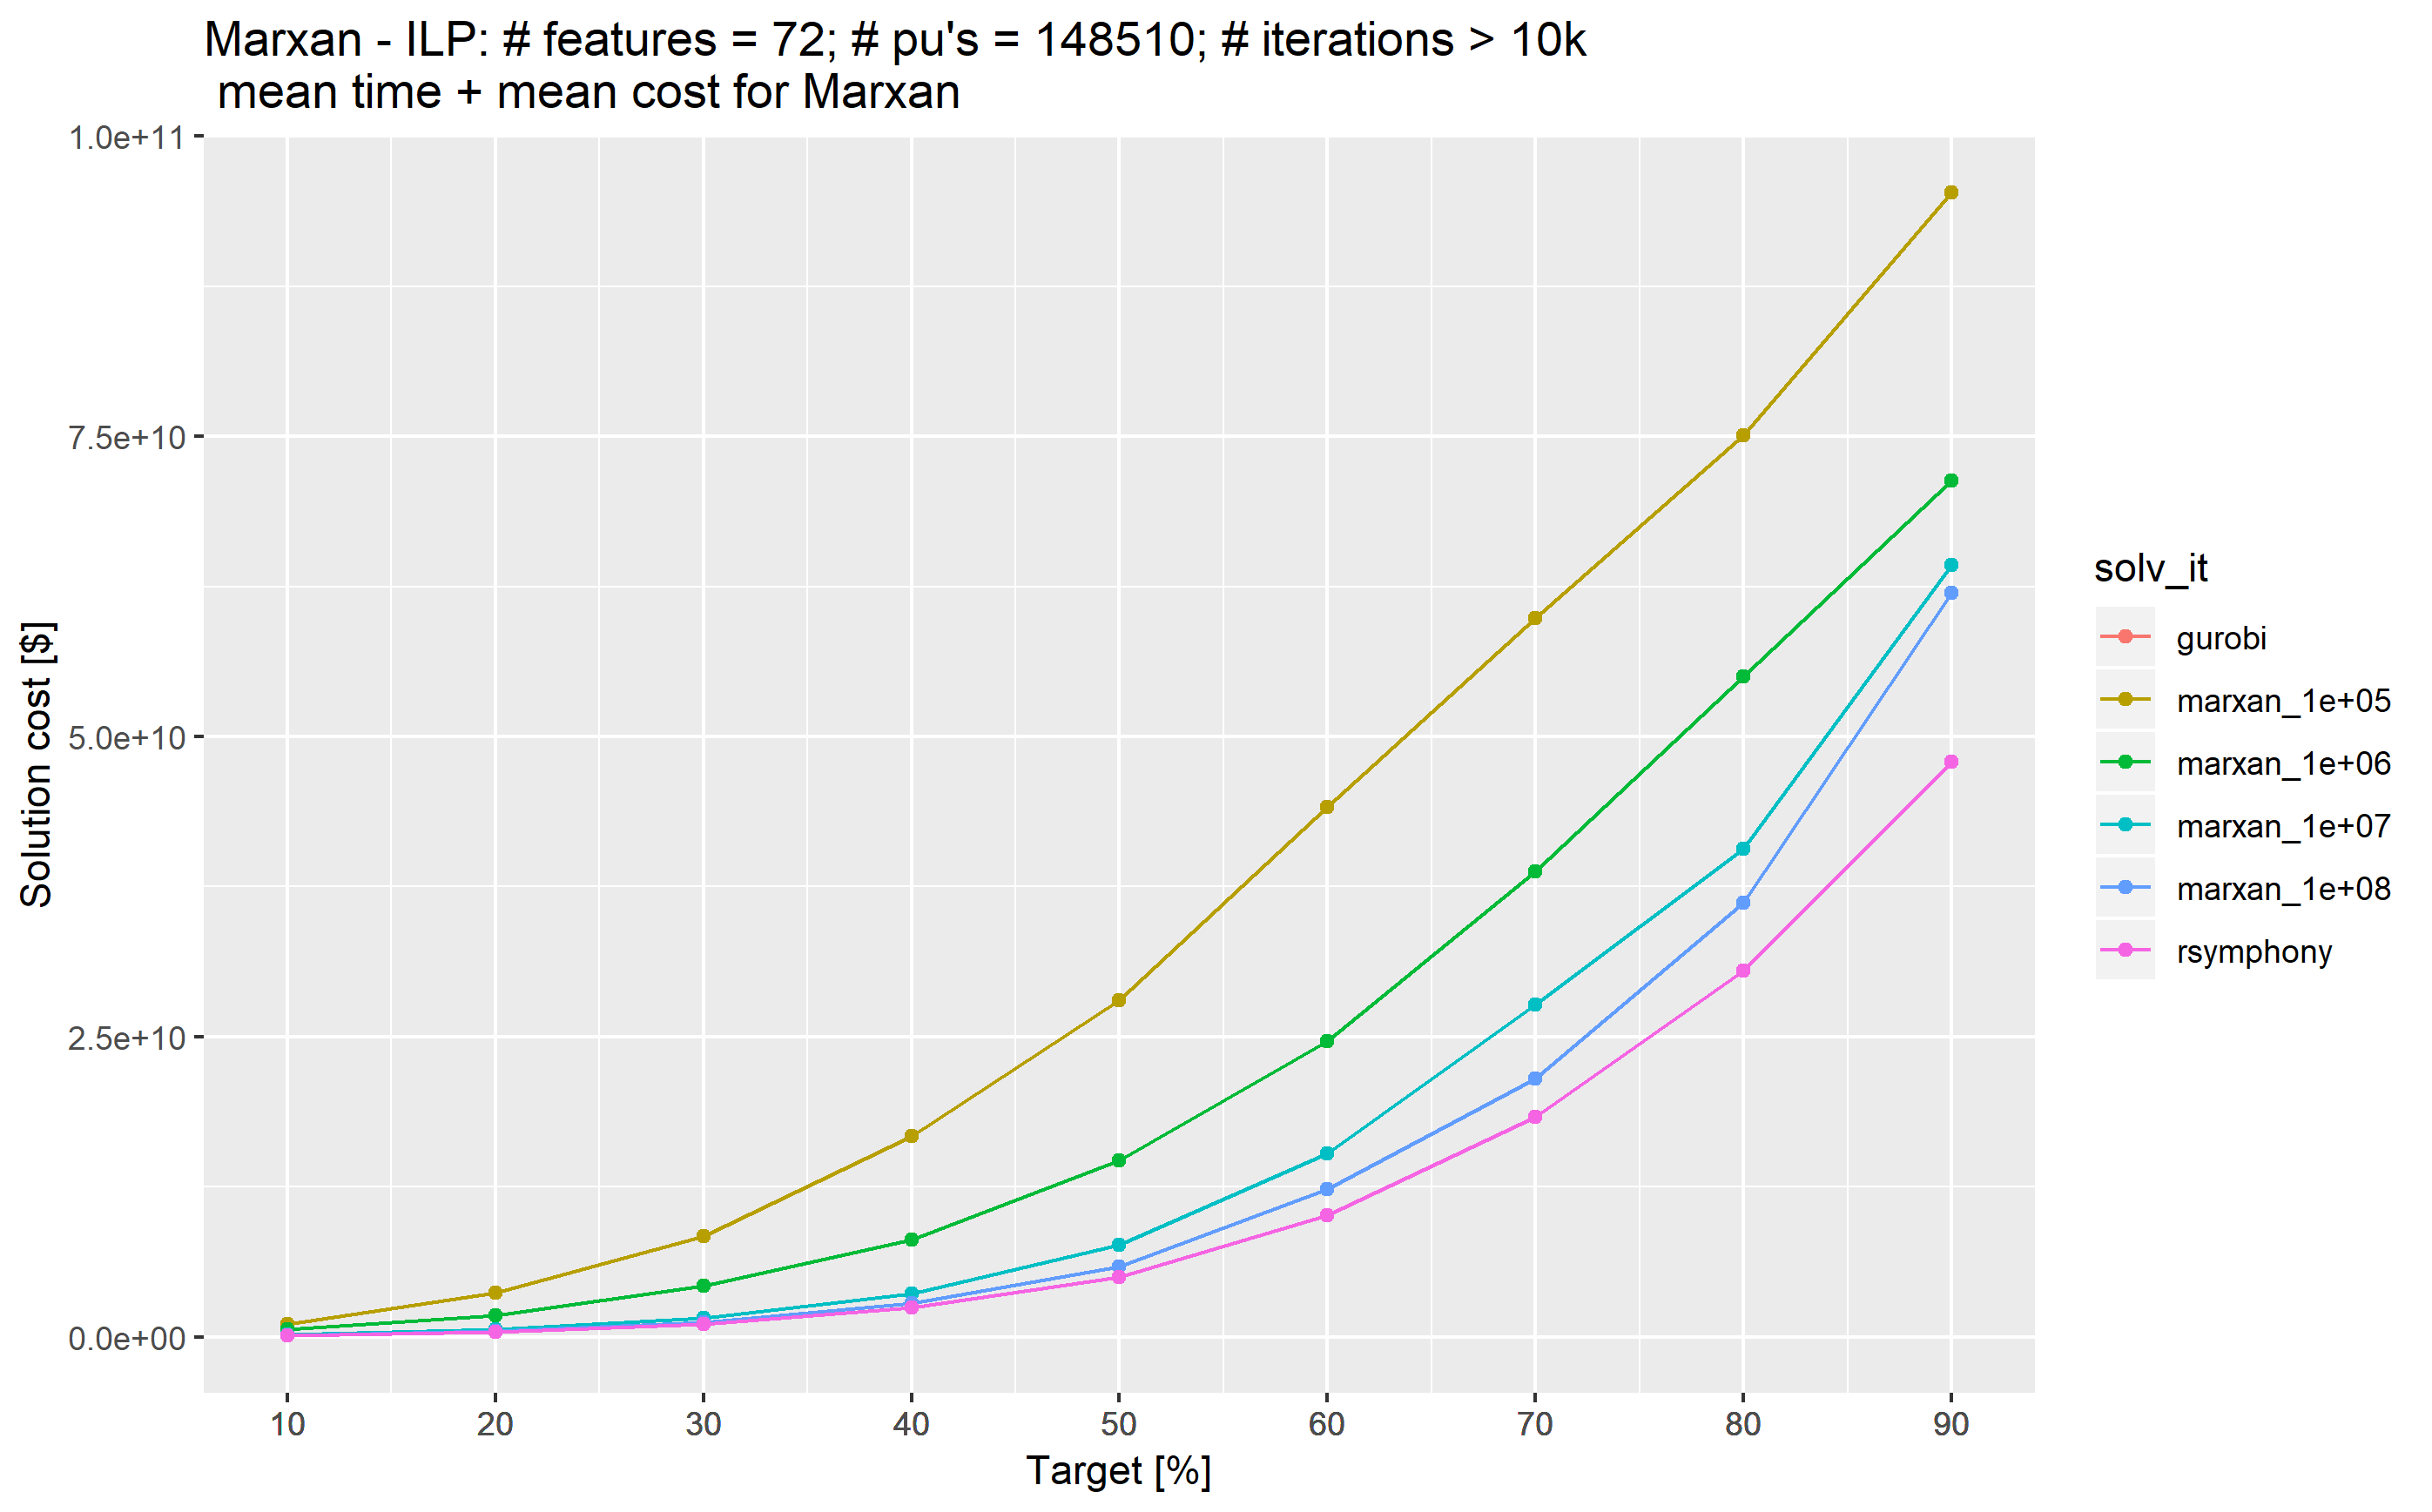 Marxan - ILP: # features = 72; # pu's = 148510; # iterations > 10k
mean time + mean cost for Marxan
1.0e+11
7.5e+10
5.0e+10
2.5e+10
0.0e+00
Solution cost [$]
10 20 30 40 50 60 70 80 90
Target [%]
solv_it
gurobi
marxan_1e+05
marxan_1e+06
marxan_1e+07
marxan_1e+08
rsymphony